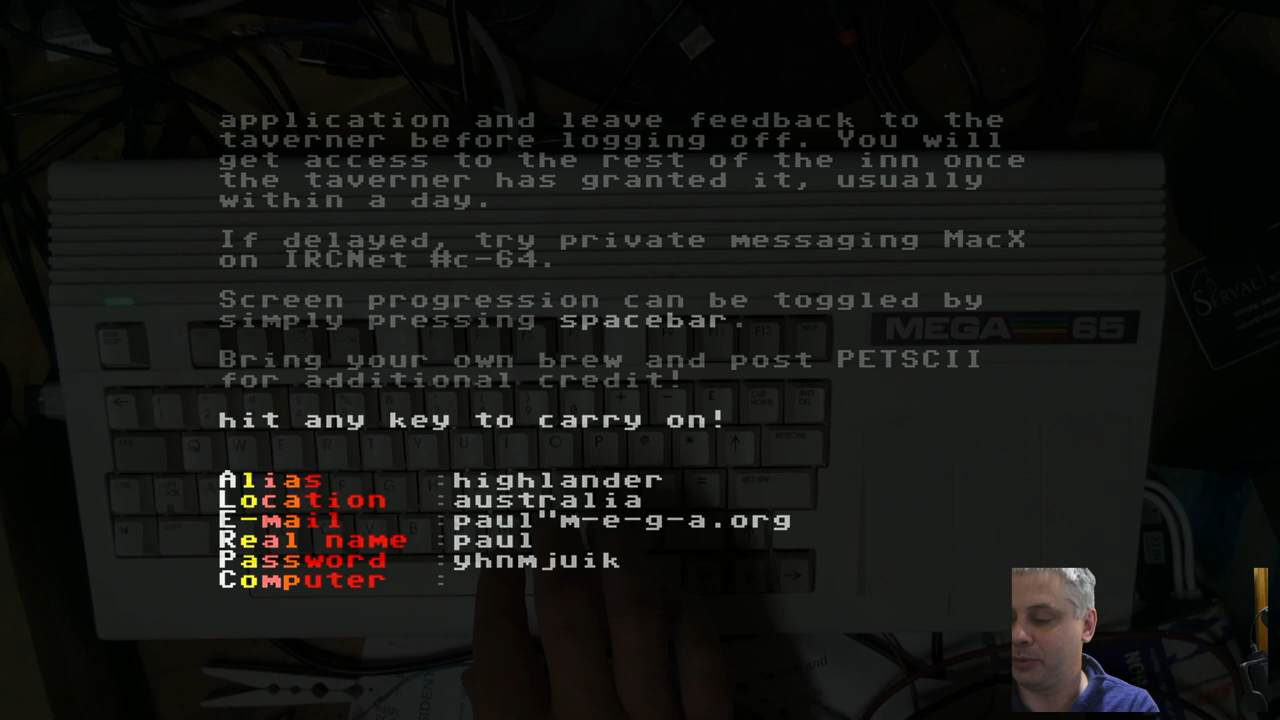 application and leave feedback to the
taverner before logging off. You will
get access to the rest of the inn once
the taverner has granted it, usually
within a day.
If delayed, try private messaging MacX
on IRCNet #c-64.
Screen progression can be toggled by
simply pressing spacebar.
MEGA 65
Bring your own brew and post PETSCII
for additional credit!
hit any key to carry on!
Alias :highlander
Location :australia
E-mail :paul"m-e-g-a.org
Real name :paul
Password :yhnmjuik
Computer :